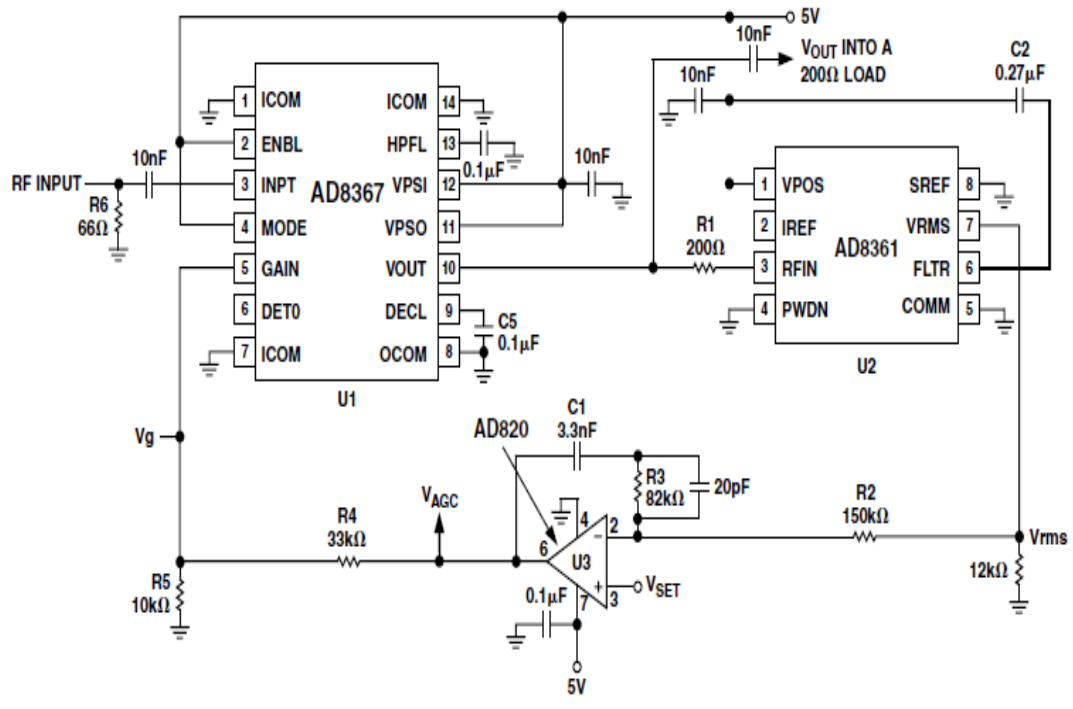 5V
10nF
V_OUT INTO A
200Ω LOAD
10nF
C2
0.27µF
1 ICOM
ICOM 14
2 ENBL
HPFL 13
0.1µF
10nF
RF INPUT
10nF
3 INPT
AD8367
VPSI 12
R6
66Ω
4 MODE
VPSO 11
5 GAIN
VOUT 10
6 DET0
DECL 9
C5
0.1µF
7 ICOM
OCOM 8
U1
R1
200Ω
1 VPOS
SREF 8
2 IREF
VRMS 7
AD8361
3 RFIN
FLTR 6
4 PWDN
COMM 5
U2
Vg
AD820
C1
3.3nF
R3
82kΩ
20pF
V_AGC
R4
33kΩ
R2
150kΩ
Vrms
4
2
−
6
U3
+
3
7
V_SET
12kΩ
R5
10kΩ
0.1µF
5V